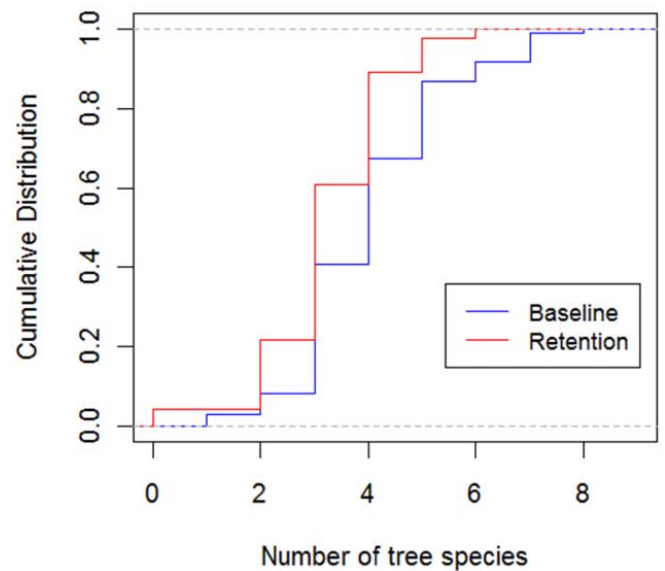 Cumulative Distribution
1.0
0.8
0.6
0.4
0.2
0.0
Baseline
Retention
0 2 4 6 8
Number of tree species